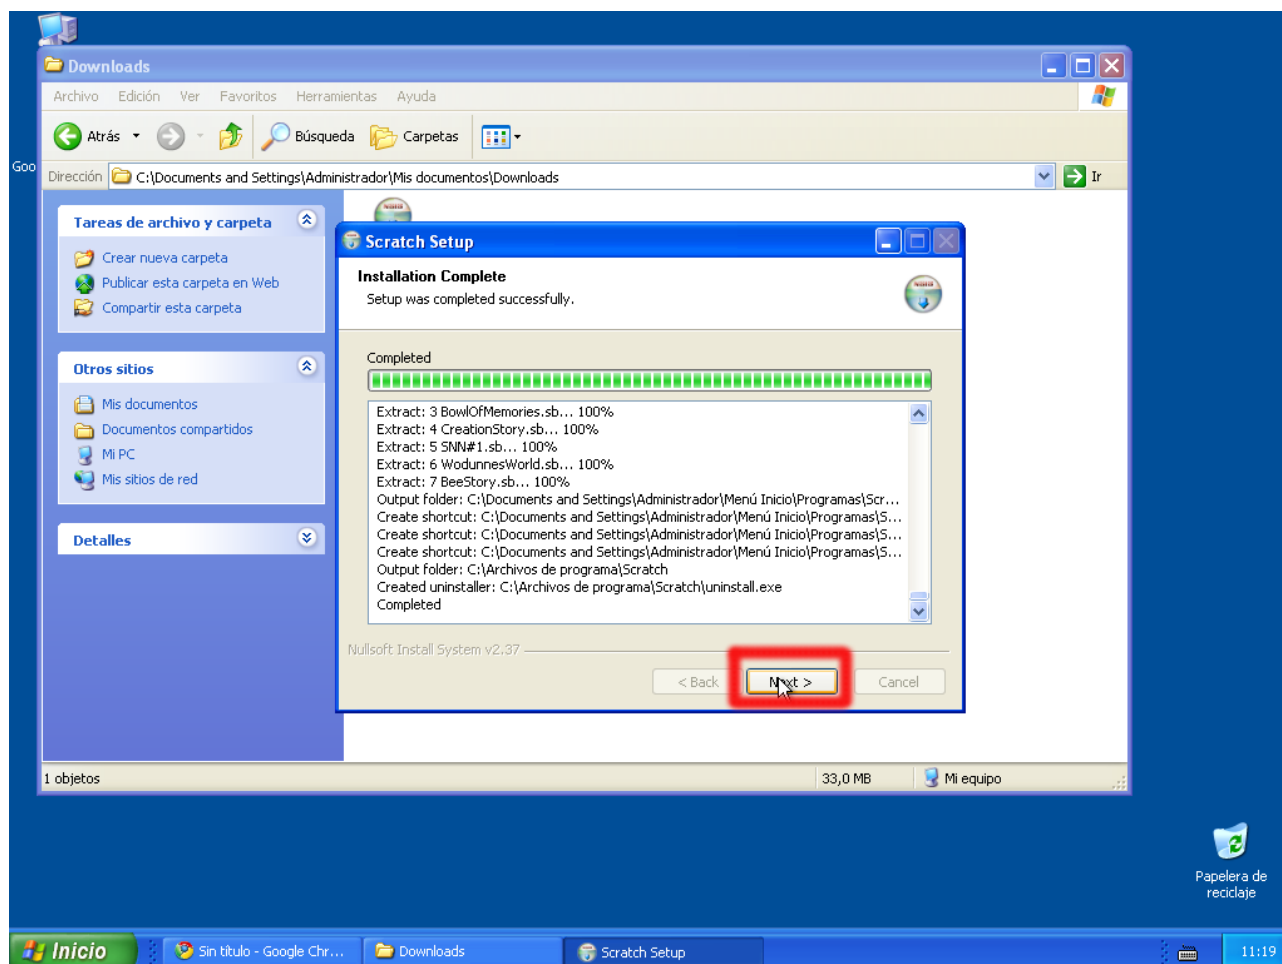 Downloads
Archivo Edición Ver Favoritos Herramientas Ayuda
Atrás Búsqueda Carpetas
Goo
Dirección C:\Documents and Settings\Administrador\Mis documentos\Downloads Ir
Tareas de archivo y carpeta
Crear nueva carpeta
Publicar esta carpeta en Web
Compartir esta carpeta
Otros sitios
Mis documentos
Documentos compartidos
Mi PC
Mis sitios de red
Detalles
Scratch Setup
Installation Complete
Setup was completed successfully.
Completed
Extract: 3 BowlOfMemories.sb... 100%
Extract: 4 CreationStory.sb... 100%
Extract: 5 SNN#1.sb... 100%
Extract: 6 WodunnesWorld.sb... 100%
Extract: 7 BeeStory.sb... 100%
Output folder: C:\Documents and Settings\Administrador\Menú Inicio\Programas\Scr...
Create shortcut: C:\Documents and Settings\Administrador\Menú Inicio\Programas\S...
Create shortcut: C:\Documents and Settings\Administrador\Menú Inicio\Programas\S...
Create shortcut: C:\Documents and Settings\Administrador\Menú Inicio\Programas\S...
Output folder: C:\Archivos de programa\Scratch
Created uninstaller: C:\Archivos de programa\Scratch\uninstall.exe
Completed
Nullsoft Install System v2.37
< Back Next > Cancel
1 objetos 33,0 MB Mi equipo
Papelera de
reciclaje
Inicio Sin título - Google Chr... Downloads Scratch Setup 11:19